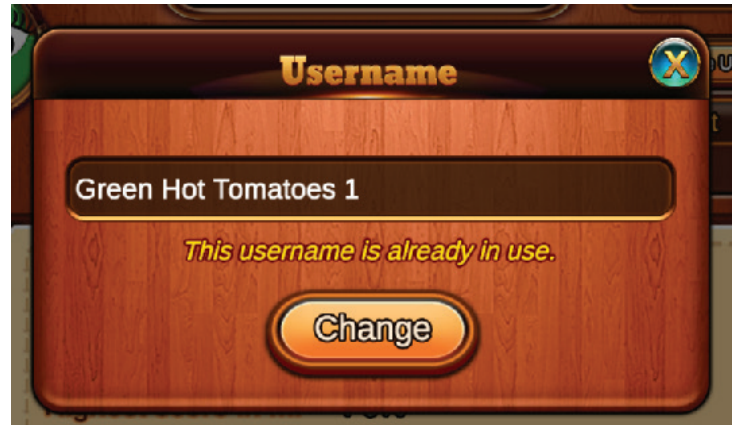 Username
X
Green Hot Tomatoes 1
This username is already in use.
Change